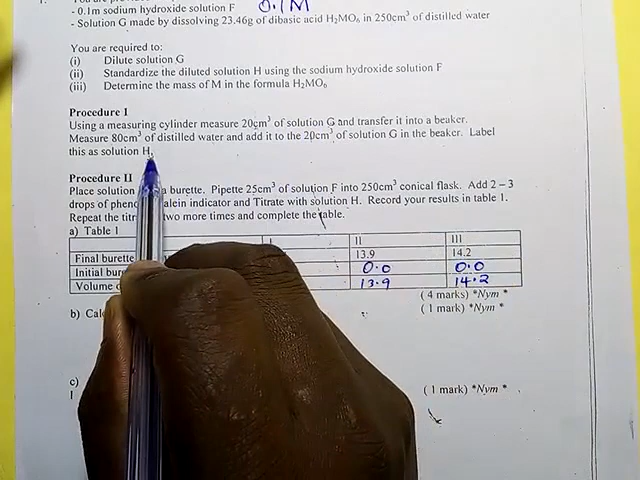 - 0.1m sodium hydroxide solution F 0.1M
- Solution G made by dissolving 23.46g of dibasic acid H₂MO₆ in 250cm³ of distilled water
You are required to:
(i) Dilute solution G
(ii) Standardize the diluted solution H using the sodium hydroxide solution F
(iii) Determine the mass of M in the formula H₂MO₆
Procedure I
Using a measuring cylinder measure 20cm³ of solution G and transfer it into a beaker.
Measure 80cm³ of distilled water and add it to the 20cm³ of solution G in the beaker. Label
this as solution H.
Procedure II
Place solution a burette. Pipette 25cm³ of solution F into 250cm³ conical flask. Add 2 – 3
drops of indicator and Titrate with solution H. Record your results in table 1.
Repeat the two more times and complete the table.
a) Table 1
I II III
Final burette 13.9 14.2
Initial 0.0 0.0
Volume 13.9 14.2
( 4 marks) *Nym *
b) ( 1 mark) *Nym *
c) ( 1 mark) *Nym *